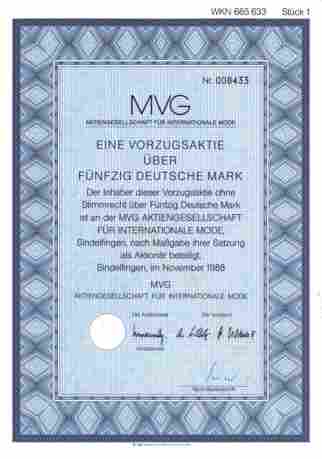 WKN 665 633 Stück 1
Nr. 008433
MVG
AKTIENGESELLSCHAFT FÜR INTERNATIONALE MODE
EINE VORZUGSAKTIE
ÜBER
FÜNFZIG DEUTSCHE MARK
Der Inhaber dieser Vorzugsaktie ohne
Stimmrecht über Fünfzig Deutsche Mark
ist an der MVG AKTIENGESELLSCHAFT
FÜR INTERNATIONALE MODE,
Sindelfingen, nach Maßgabe ihrer Satzung
als Aktionär beteiligt.
Sindelfingen, im November 1988
MVG
AKTIENGESELLSCHAFT FÜR INTERNATIONALE MODE
Der Aufsichtsrat Der Vorstand